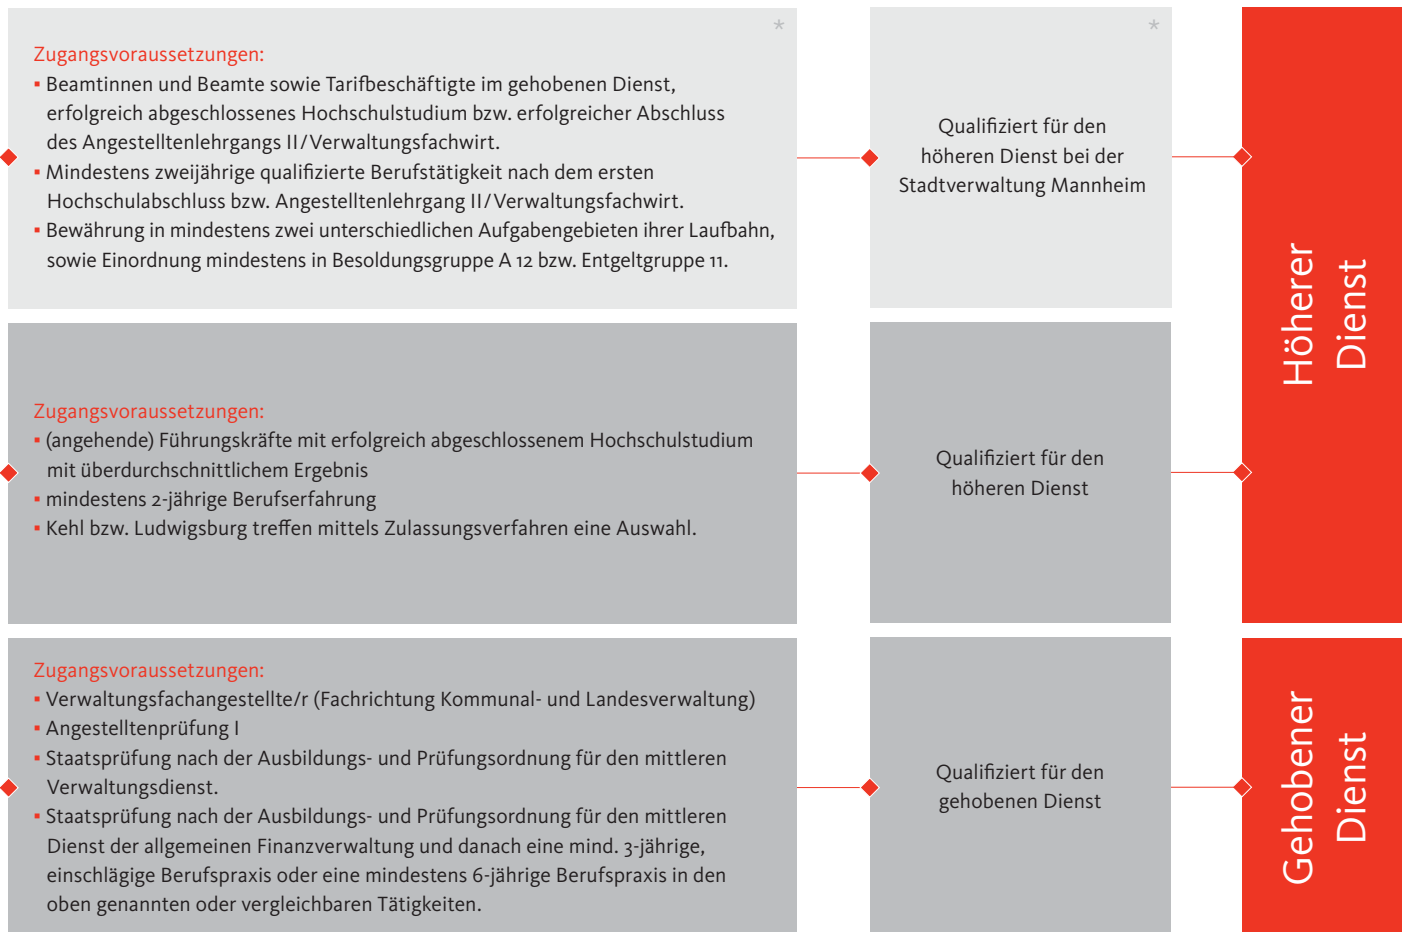 *
Zugangsvoraussetzungen:
▪ Beamtinnen und Beamte sowie Tarifbeschäftigte im gehobenen Dienst,
erfolgreich abgeschlossenes Hochschulstudium bzw. erfolgreicher Abschluss
des Angestelltenlehrgangs II/Verwaltungsfachwirt.
▪ Mindestens zweijährige qualifizierte Berufstätigkeit nach dem ersten
Hochschulabschluss bzw. Angestelltenlehrgang II/Verwaltungsfachwirt.
▪ Bewährung in mindestens zwei unterschiedlichen Aufgabengebieten ihrer Laufbahn,
sowie Einordnung mindestens in Besoldungsgruppe A 12 bzw. Entgeltgruppe 11.
*
Qualifiziert für den
höheren Dienst bei der
Stadtverwaltung Mannheim
Höherer
Dienst
Zugangsvoraussetzungen:
▪ (angehende) Führungskräfte mit erfolgreich abgeschlossenem Hochschulstudium
mit überdurchschnittlichem Ergebnis
▪ mindestens 2-jährige Berufserfahrung
▪ Kehl bzw. Ludwigsburg treffen mittels Zulassungsverfahren eine Auswahl.
Qualifiziert für den
höheren Dienst
Zugangsvoraussetzungen:
▪ Verwaltungsfachangestellte/r (Fachrichtung Kommunal- und Landesverwaltung)
▪ Angestelltenprüfung I
▪ Staatsprüfung nach der Ausbildungs- und Prüfungsordnung für den mittleren
Verwaltungsdienst.
▪ Staatsprüfung nach der Ausbildungs- und Prüfungsordnung für den mittleren
Dienst der allgemeinen Finanzverwaltung und danach eine mind. 3-jährige,
einschlägige Berufspraxis oder eine mindestens 6-jährige Berufspraxis in den
oben genannten oder vergleichbaren Tätigkeiten.
Qualifiziert für den
gehobenen Dienst
Gehobener
Dienst